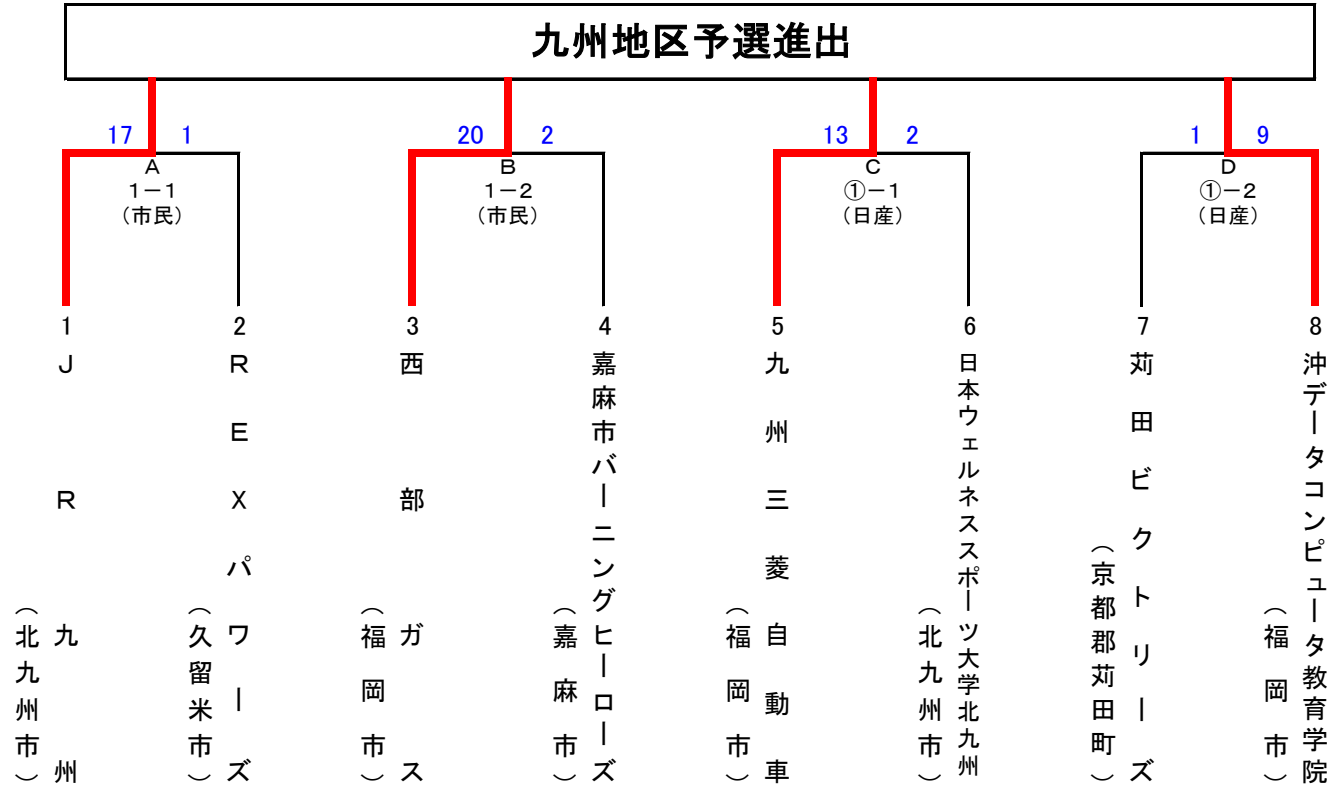 九州地区予選進出
17 1
20 2
13 2
1 9
A
1－1
（市民）
B
1－2
（市民）
C
①－1
（日産）
D
①－2
（日産）
1
JR九州
（北九州市）
2
REXパワーズ
（久留米市）
3
西部ガス
（福岡市）
4
嘉麻市バーニングヒーローズ
（嘉麻市）
5
九州三菱自動車
（福岡市）
6
日本ウェルネススポーツ大学北九州
（北九州市）
7
苅田ビクトリーズ
（京都郡苅田町）
8
沖データコンピュータ教育学院
（福岡市）